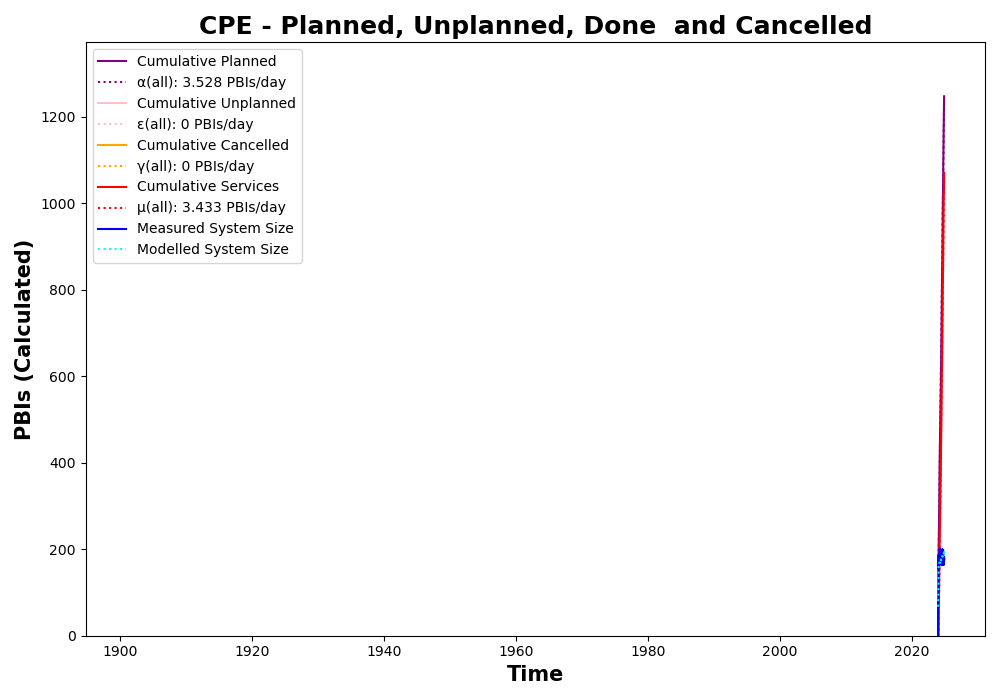 CPE - Planned, Unplanned, Done  and Cancelled
Cumulative Planned
α(all): 3.528 PBIs/day
Cumulative Unplanned
ε(all): 0 PBIs/day
Cumulative Cancelled
γ(all): 0 PBIs/day
Cumulative Services
μ(all): 3.433 PBIs/day
Measured System Size
Modelled System Size
PBIs (Calculated)
1200
1000
800
600
400
200
0
1900 1920 1940 1960 1980 2000 2020
Time